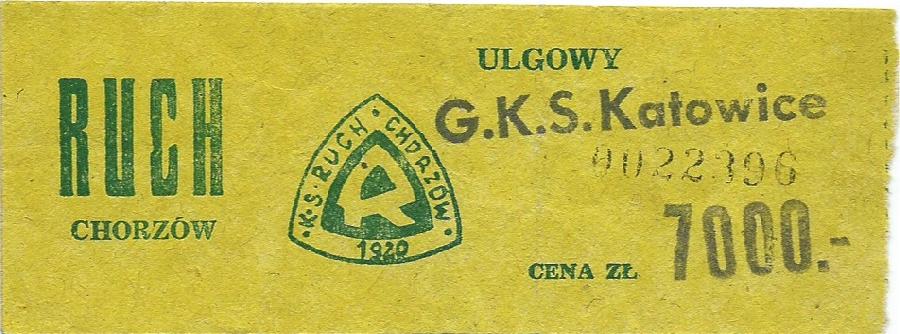 RUCH
CHORZÓW
K·S·RUCH·CHORZÓW·
1920
ULGOWY
G.K.S.Katowice
0022396
CENA ZŁ 7000.-